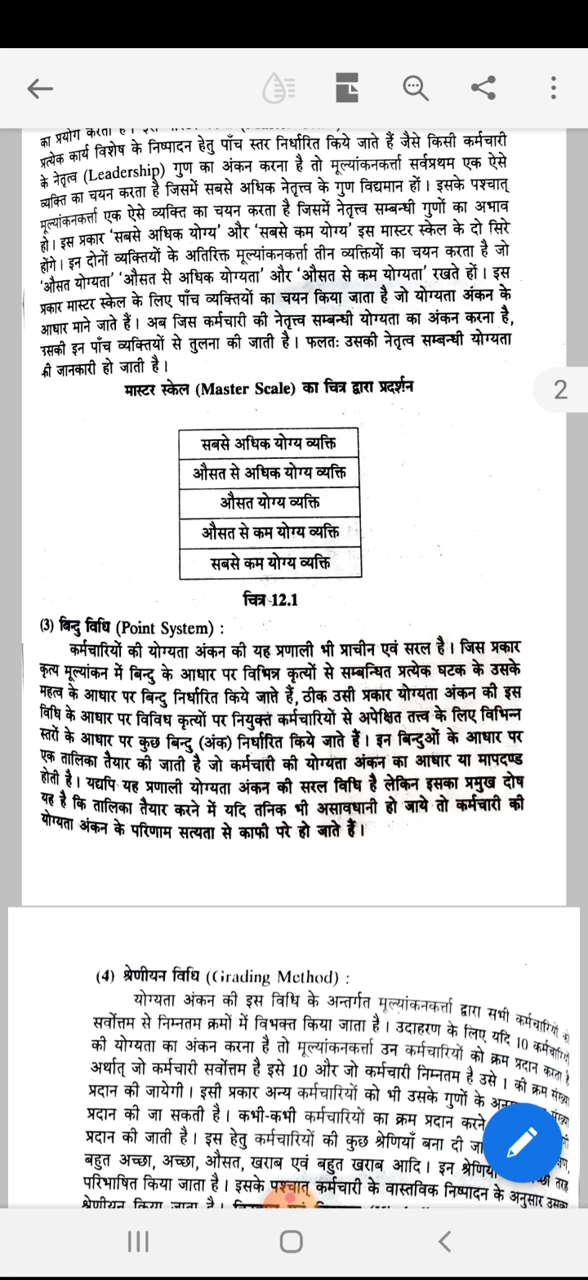 का प्रयोग करता है।
प्रत्येक कार्य विशेष के निष्पादन हेतु पाँच स्तर निर्धारित किये जाते हैं जैसे किसी कर्मचारी
के नेतृत्व (Leadership) गुण का अंकन करना है तो मूल्यांकनकर्त्ता सर्वप्रथम एक ऐसे
व्यक्ति का चयन करता है जिसमें सबसे अधिक नेतृत्त्व के गुण विद्यमान हों। इसके पश्चात्
मूल्यांकनकर्त्ता एक ऐसे व्यक्ति का चयन करता है जिसमें नेतृत्त्व सम्बन्धी गुणों का अभाव
हो। इस प्रकार ‘सबसे अधिक योग्य’ और ‘सबसे कम योग्य’ इस मास्टर स्केल के दो सिरे
होंगे। इन दोनों व्यक्तियों के अतिरिक्त मूल्यांकनकर्त्ता तीन व्यक्तियों का चयन करता है जो
‘औसत योग्यता’ ‘औसत से अधिक योग्यता’ और ‘औसत से कम योग्यता’ रखते हों। इस
प्रकार मास्टर स्केल के लिए पाँच व्यक्तियों का चयन किया जाता है जो योग्यता अंकन के
आधार माने जाते हैं। अब जिस कर्मचारी की नेतृत्त्व सम्बन्धी योग्यता का अंकन करना है,
उसकी इन पाँच व्यक्तियों से तुलना की जाती है। फलतः उसकी नेतृत्व सम्बन्धी योग्यता
की जानकारी हो जाती है।
मास्टर स्केल (Master Scale) का चित्र द्वारा प्रदर्शन
2
सबसे अधिक योग्य व्यक्ति
औसत से अधिक योग्य व्यक्ति
औसत योग्य व्यक्ति
औसत से कम योग्य व्यक्ति
सबसे कम योग्य व्यक्ति
चित्र 12.1
(3) बिन्दु विधि (Point System) :
कर्मचारियों की योग्यता अंकन की यह प्रणाली भी प्राचीन एवं सरल है। जिस प्रकार
कृत्य मूल्यांकन में बिन्दु के आधार पर विभिन्न कृत्यों से सम्बन्धित प्रत्येक घटक के उसके
महत्व के आधार पर बिन्दु निर्धारित किये जाते हैं, ठीक उसी प्रकार योग्यता अंकन की इस
विधि के आधार पर विविध कृत्यों पर नियुक्त कर्मचारियों से अपेक्षित तत्त्व के लिए विभिन्न
स्तरों के आधार पर कुछ बिन्दु (अंक) निर्धारित किये जाते हैं। इन बिन्दुओं के आधार पर
एक तालिका तैयार की जाती है जो कर्मचारी की योग्यता अंकन का आधार या मापदण्ड
होती है। यद्यपि यह प्रणाली योग्यता अंकन की सरल विधि है लेकिन इसका प्रमुख दोष
यह है कि तालिका तैयार करने में यदि तनिक भी असावधानी हो जाये तो कर्मचारी की
योग्यता अंकन के परिणाम सत्यता से काफी परे हो जाते हैं।
(4) श्रेणीयन विधि (Grading Method) :
योग्यता अंकन की इस विधि के अन्तर्गत मूल्यांकनकर्त्ता द्वारा सभी कर्मचारियों को
सर्वोत्तम से निम्नतम क्रमों में विभक्त किया जाता है। उदाहरण के लिए यदि 10 कर्मचारियों
की योग्यता का अंकन करना है तो मूल्यांकनकर्त्ता उन कर्मचारियों को क्रम प्रदान करता है
अर्थात् जो कर्मचारी सर्वोत्तम है इसे 10 और जो कर्मचारी निम्नतम है उसे 1 की क्रम संख्या
प्रदान की जायेगी। इसी प्रकार अन्य कर्मचारियों को भी उसके गुणों के संख्या
प्रदान की जा सकती है। कभी-कभी कर्मचारियों का क्रम प्रदान करने
प्रदान की जाती है। इस हेतु कर्मचारियों की कुछ श्रेणियाँ बना दी
बहुत अच्छा, अच्छा, औसत, खराब एवं बहुत खराब आदि। इन तरह
परिभाषित किया जाता है। इसके पश्चात् कर्मचारी के वास्तविक निष्पादन के अनुसार उसका
श्रेणीयन किया जाता है।